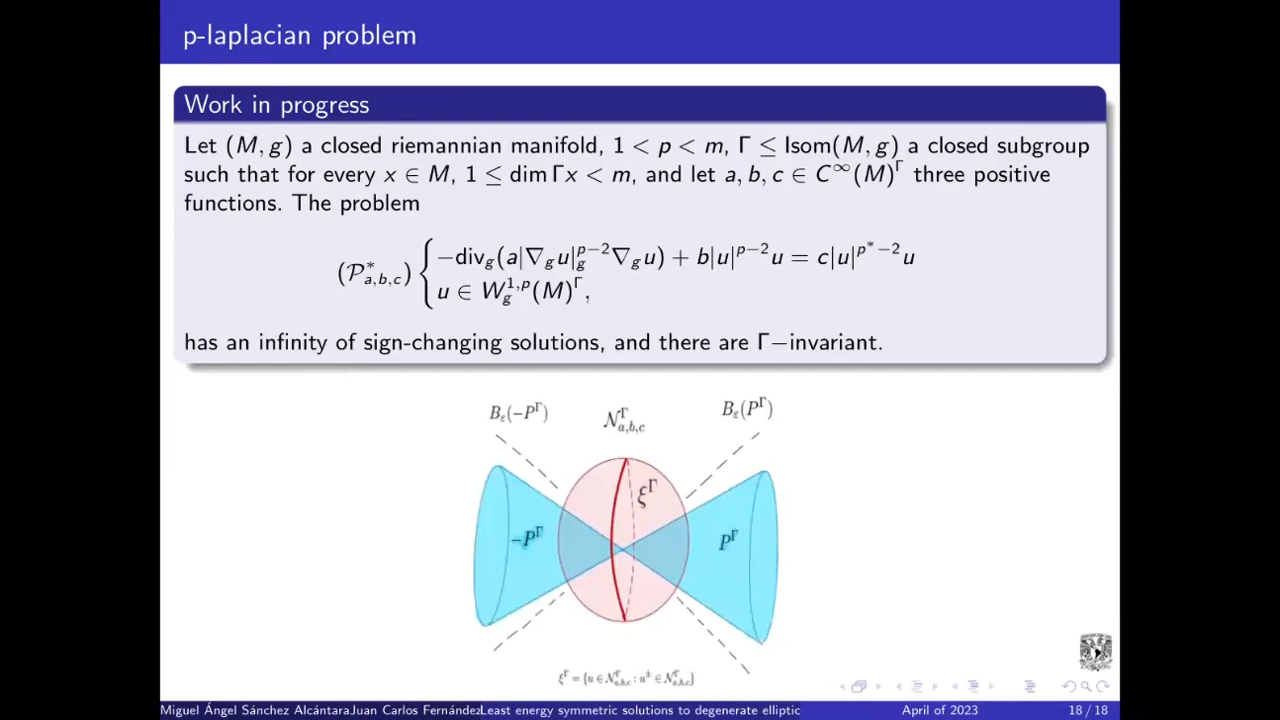 p-laplacian problem
Work in progress
Let (M, g) a closed riemannian manifold, 1 < p < m, Γ ≤ Isom(M, g) a closed subgroup
such that for every x ∈ M, 1 ≤ dim Γx < m, and let a, b, c ∈ C^∞(M)^Γ three positive
functions. The problem
(P^*_{a,b,c}) { −div_g(a|∇_g u|_g^{p−2}∇_g u) + b|u|^{p−2}u = c|u|^{p^*−2}u
u ∈ W_g^{1,p}(M)^Γ,
has an infinity of sign-changing solutions, and there are Γ−invariant.
B_ε(−P^Γ)
N^Γ_{a,b,c}
B_ε(P^Γ)
ξ^Γ
−P^Γ
P^Γ
ξ^Γ = {u ∈ N^Γ_{a,b,c} : u^± ∈ N^Γ_{a,b,c}}
Miguel Ángel Sánchez AlcántaraJuan Carlos Fernández
Least energy symmetric solutions to degenerate elliptic
April of 2023
18 / 18